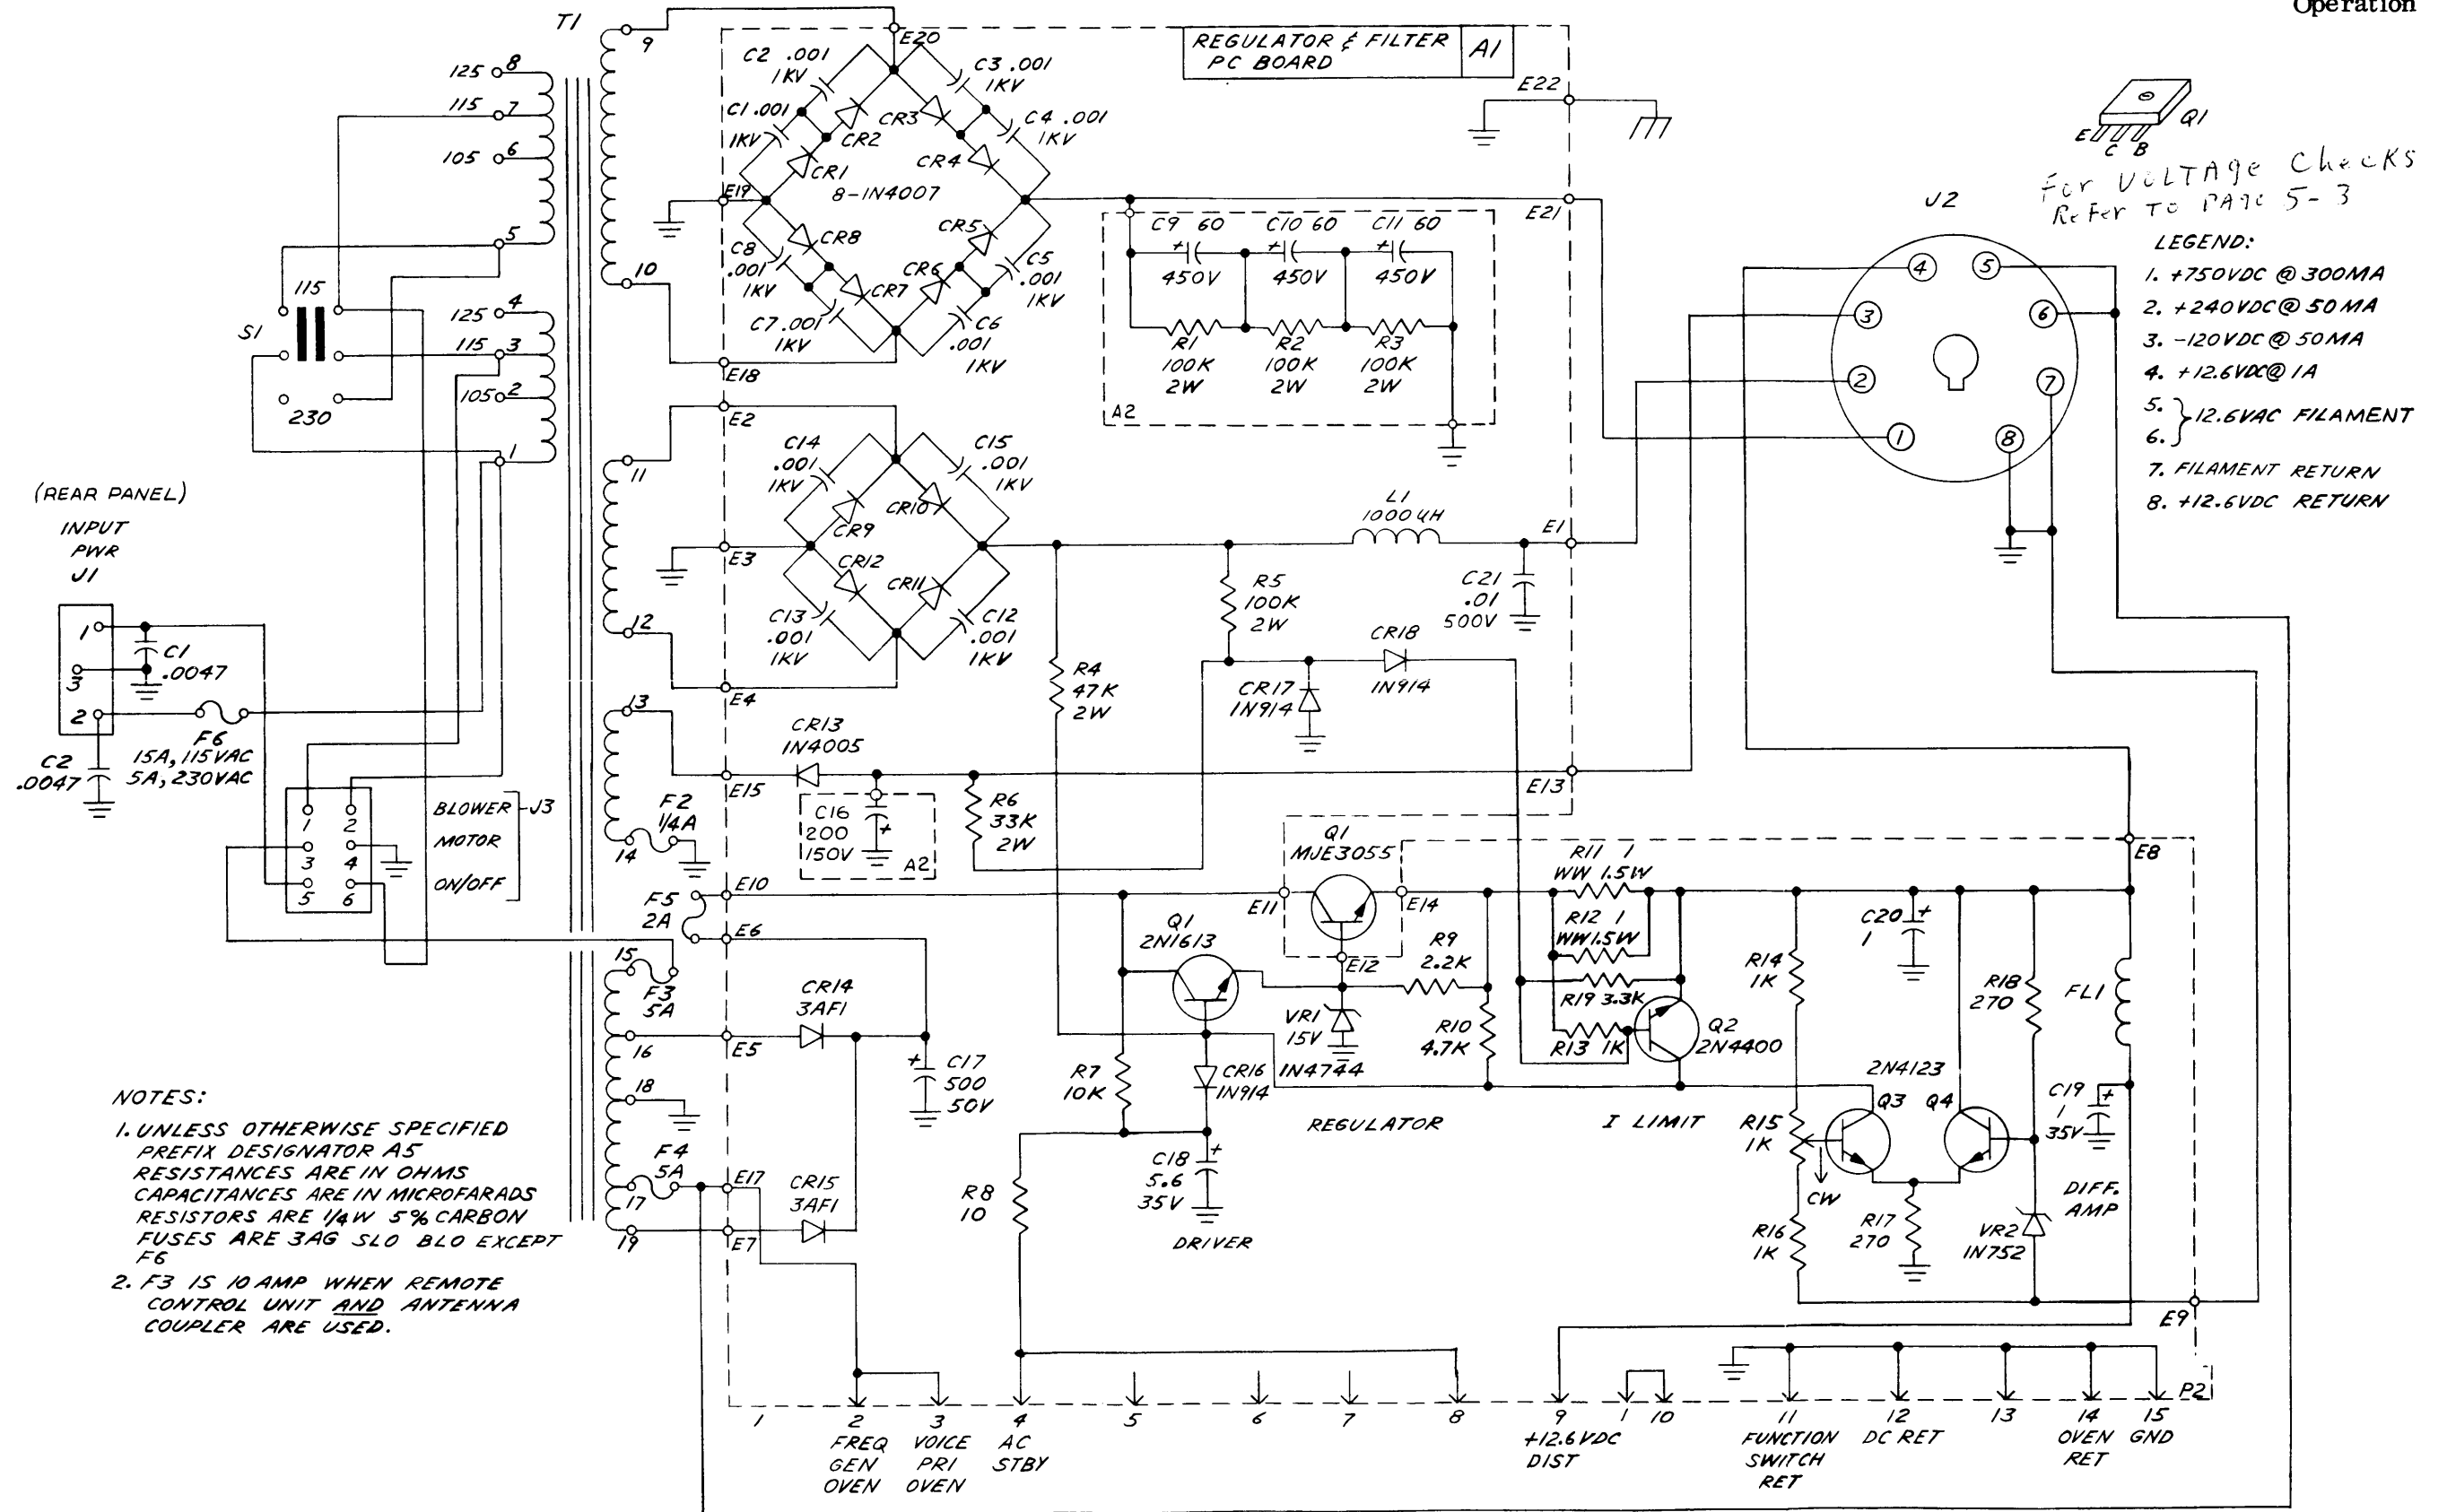 Operation
T1
9
10
11
12
13
14
15
16
18
17
19
125 8
115 7
105 6
5
125 4
115 3
105 2
1
S1
115
230
(REAR PANEL)
INPUT
PWR
J1
1
3
2
C1
.0047
C2
.0047
F6
15A, 115VAC
5A, 230VAC
BLOWER
MOTOR
ON/OFF
J3
1 2
3 4
5 6
NOTES:
1. UNLESS OTHERWISE SPECIFIED
PREFIX DESIGNATOR A5
RESISTANCES ARE IN OHMS
CAPACITANCES ARE IN MICROFARADS
RESISTORS ARE 1/4W 5% CARBON
FUSES ARE 3AG SLO BLO EXCEPT
F6
2. F3 IS 10 AMP WHEN REMOTE
CONTROL UNIT AND ANTENNA
COUPLER ARE USED.
REGULATOR & FILTER
PC BOARD
A1
E20
C2 .001
1KV
C3 .001
1KV
C1 .001
1KV
C4 .001
1KV
CR2
CR3
CR1
CR4
8-1N4007
E19
CR8
CR5
C8
.001
1KV
CR7
CR6
C5
.001
1KV
C7 .001
1KV
C6
.001
1KV
E18
E22
E21
C9 60
450V
C10 60
450V
C11 60
450V
R1
100K
2W
R2
100K
2W
R3
100K
2W
A2
E2
C14
.001
1KV
C15
.001
1KV
CR9
CR10
E3
CR12
CR11
C13
.001
1KV
C12
.001
1KV
E4
L1
1000UH
E1
R5
100K
2W
C21
.01
500V
R4
47K
2W
CR18
1N914
CR17
1N914
CR13
1N4005
E15
E13
C16
200
150V
A2
R6
33K
2W
F2
1/4A
F5
2A
E10
E6
F3
5A
E5
CR14
3AF1
C17
500
50V
F4
5A
E17
CR15
3AF1
E7
Q1
MJE3055
E11
E14
E12
Q1
2N1613
R9
2.2K
VR1
15V
1N4744
R10
4.7K
R7
10K
CR16
1N914
C18
5.6
35V
R8
10
DRIVER
REGULATOR
I LIMIT
R11 1
WW 1.5W
R12 1
WW1.5W
R19 3.3K
R13 1K
Q2
2N4400
R14
1K
R15
1K
R16
1K
CW
C20
1
R18
270
FL1
2N4123
Q3
Q4
C19
1
35V
R17
270
VR2
1N752
DIFF.
AMP
E8
E9
P2
E C B
Q1
For VOLTAge CheckS
Refer To PAge 5-3
J2
4
5
3
6
2
7
1
8
LEGEND:
1. +750VDC @ 300MA
2. +240VDC @ 50MA
3. -120VDC @ 50MA
4. +12.6VDC @ 1A
5.
6. } 12.6VAC FILAMENT
7. FILAMENT RETURN
8. +12.6VDC RETURN
1 2 3 4 5 6 7 8 9 1 10 11 12 13 14 15
FREQ
GEN
OVEN
VOICE
PRI
OVEN
AC
STBY
+12.6VDC
DIST
FUNCTION
SWITCH
RET
DC RET
OVEN
RET
GND